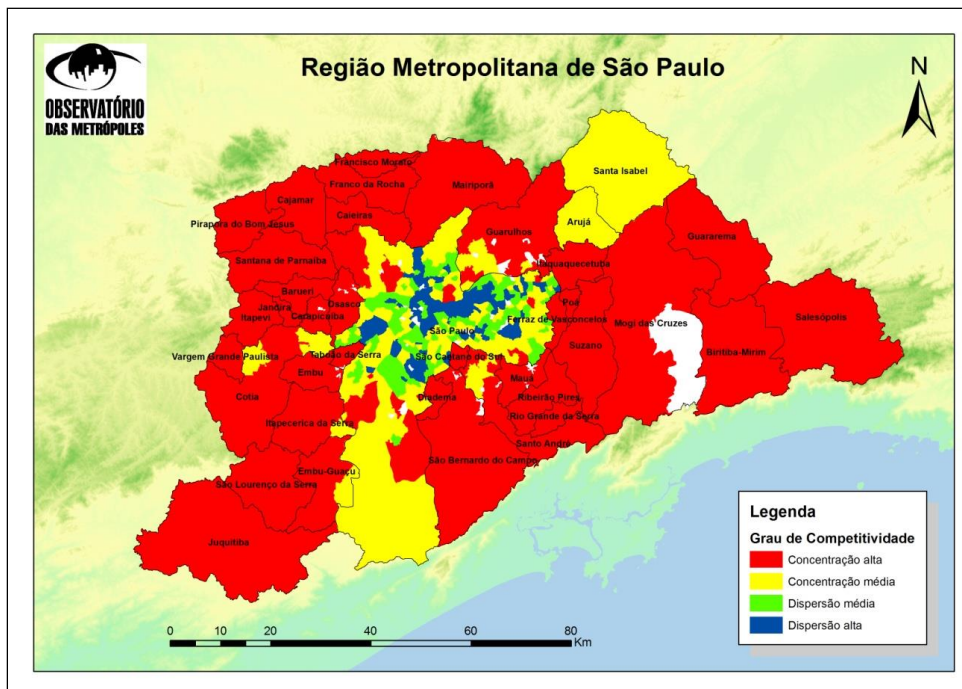 OBSERVATÓRIO
DAS METRÓPOLES
Região Metropolitana de São Paulo
N
Santa Isabel
Francisco Morato
Franco da Rocha
Mairiporã
Cajamar
Arujá
Pirapora do Bom Jesus
Caieiras
Guarulhos
Guararema
Santana de Parnaíba
Itaquaquecetuba
Barueri
Jandira
Osasco
Poá
Itapevi
Carapicaíba
Ferraz de Vasconcelos
Mogi das Cruzes
Salesópolis
São Paulo
Suzano
Vargem Grande Paulista
Taboão da Serra
São Caetano do Sul
Biritiba-Mirim
Embu
Mauá
Cotia
Diadema
Ribeirão Pires
Itapecerica da Serra
Rio Grande da Serra
Santo André
São Bernardo do Campo
Embu-Guaçu
São Lourenço da Serra
Juquitiba
Legenda
Grau de Competitividade
Concentração alta
Concentração média
Dispersão média
Dispersão alta
0 10 20 40 60 80
Km